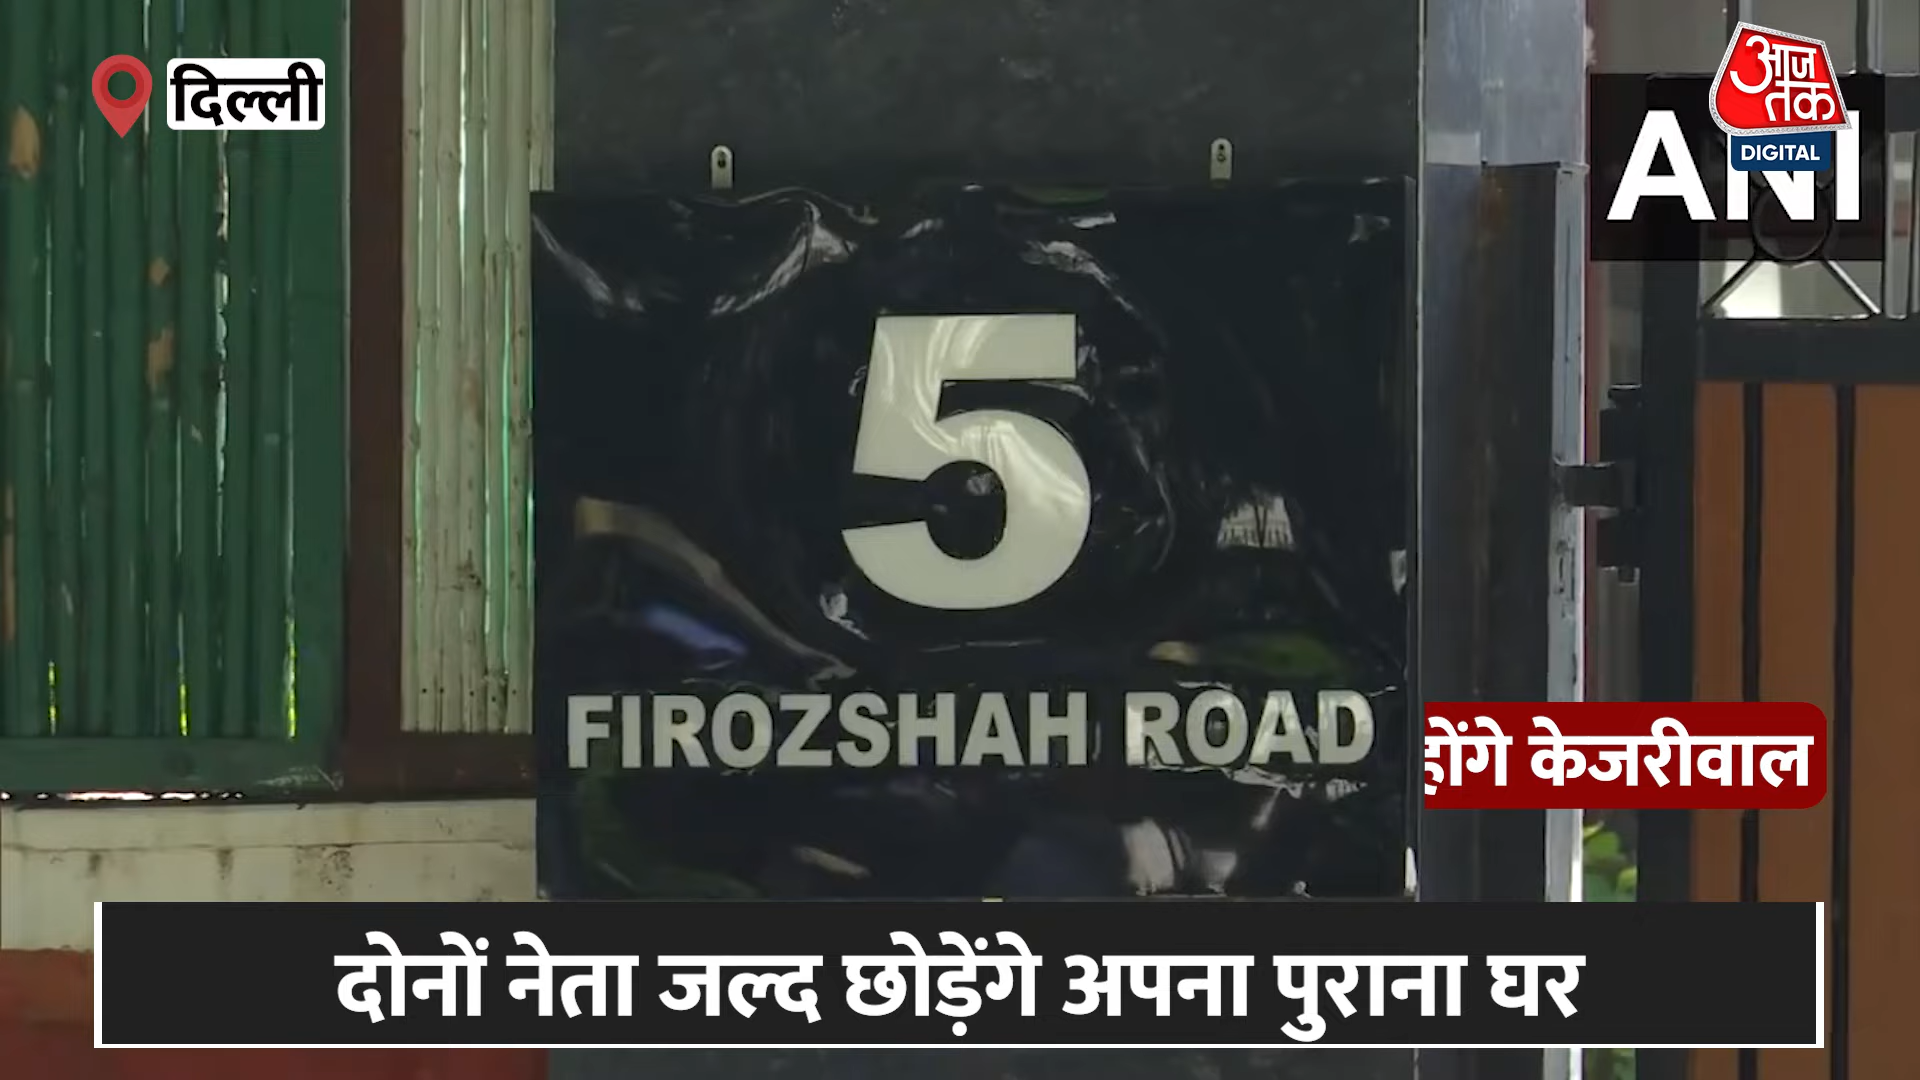 दिल्ली
आज
तक
DIGITAL
ANI
5
FIROZSHAH ROAD
होंगे केजरीवाल
दोनों नेता जल्द छोड़ेंगे अपना पुराना घर